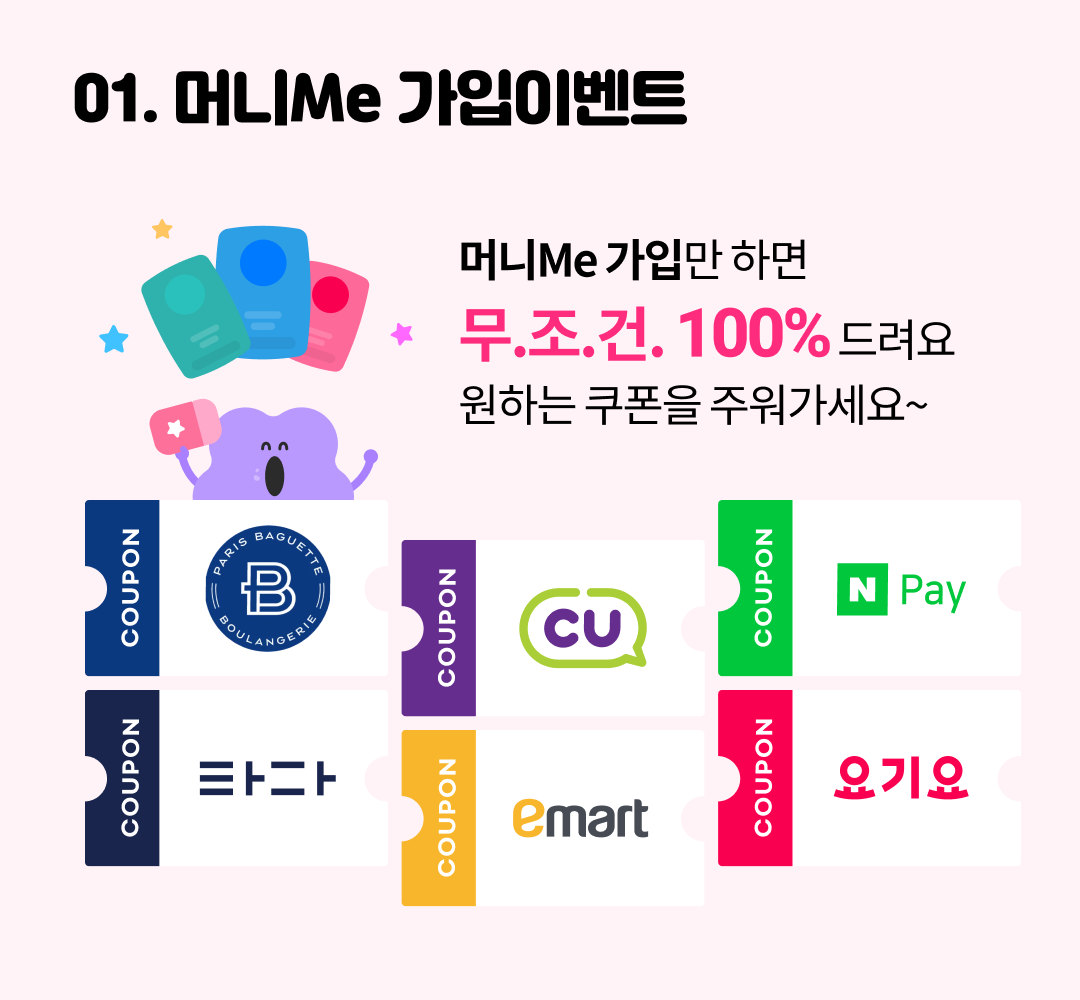 01. 머니Me 가입이벤트
머니Me 가입만 하면
무.조.건. 100% 드려요
원하는 쿠폰을 주워가세요~
COUPON
PARIS BAGUETTE
B
BOULANGERIE
COUPON
CU
COUPON
N Pay
COUPON
타다
COUPON
emart
COUPON
요기요